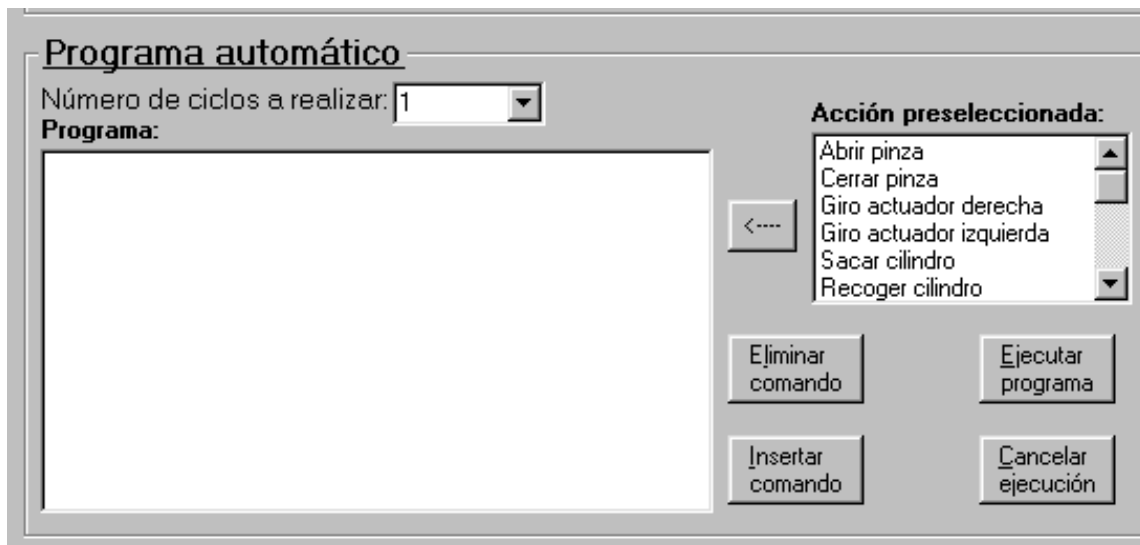 Programa automático
Número de ciclos a realizar: 1
Programa:
Acción preseleccionada:
Abrir pinza
Cerrar pinza
Giro actuador derecha
Giro actuador izquierda
Sacar cilindro
Recoger cilindro
<----
Eliminar
comando
Ejecutar
programa
Insertar
comando
Cancelar
ejecución